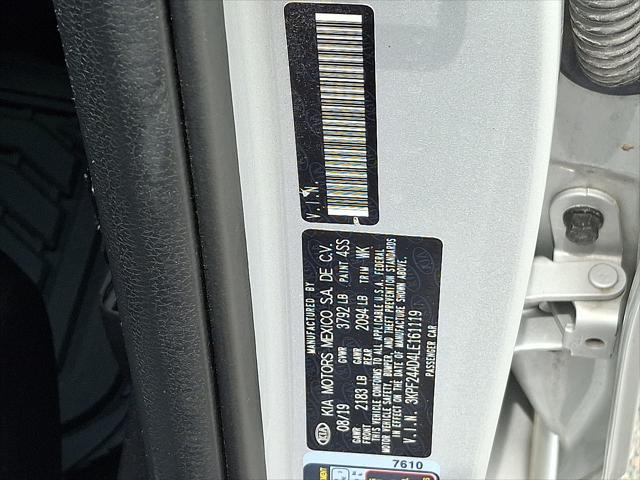 V.I.N.
MANUFACTURED BY
KIA KIA MOTORS MEXICO S.A. DE C.V.
08/19 GVWR 3792 LB PAINT 4SS
GAWR FRONT 2183 LB GAWR REAR 2094 LB TRIM WK
THIS VEHICLE CONFORMS TO ALL APPLICABLE U.S.A. FEDERAL
MOTOR VEHICLE SAFETY, BUMPER, AND THEFT PREVENTION STANDARDS
IN EFFECT ON THE DATE OF MANUFACTURE SHOWN ABOVE.
V.I.N. 3KPF24AD4LE161119
PASSENGER CAR
7610